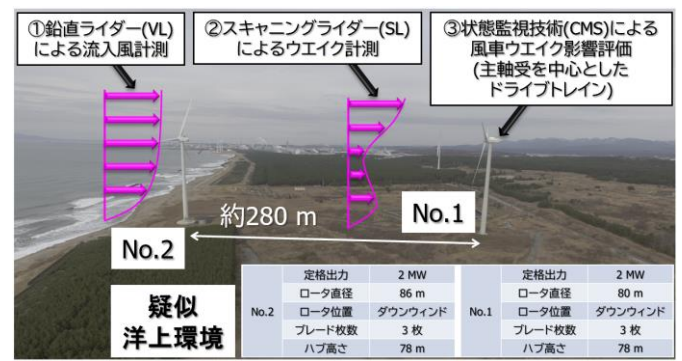 ①鉛直ライダー(VL)
による流入風計測
②スキャニングライダー(SL)
によるウエイク計測
③状態監視技術(CMS)による
風車ウエイク影響評価
(主軸受を中心とした
ドライブトレイン)
約280 m
No.1
No.2
疑似
洋上環境
No.2
定格出力 2 MW
ロータ直径 86 m
ロータ位置 ダウンウィンド
ブレード枚数 3 枚
ハブ高さ 78 m
No.1
定格出力 2 MW
ロータ直径 80 m
ロータ位置 ダウンウィンド
ブレード枚数 3 枚
ハブ高さ 78 m